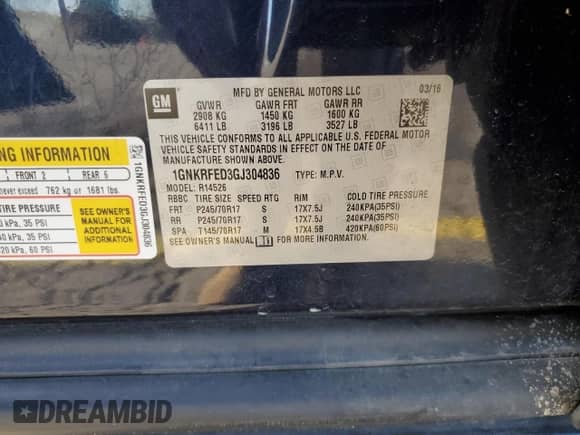 GM
MFD BY GENERAL MOTORS LLC
03/16
GVWR GAWR FRT GAWR RR
2908 KG 1450 KG 1600 KG
6411 LB 3196 LB 3527 LB
THIS VEHICLE CONFORMS TO ALL APPLICABLE U.S. FEDERAL MOTOR
VEHICLE SAFETY STANDARDS IN EFFECT ON THE DATE OF
MANUFACTURE SHOWN ABOVE.
1GNKRFED3GJ304836 TYPE: M.P.V.
MODEL: R14526
RBBC TIRE SIZE SPEED RTG RIM COLD TIRE PRESSURE
FRT P245/70R17 S 17X7.5J 240KPA(35PSI)
RR P245/70R17 S 17X7.5J 240KPA(35PSI)
SPA T145/70R17 M 17X4.5B 420KPA(60PSI)
SEE OWNER'S MANUAL FOR MORE INFORMATION.
NG INFORMATION
FRONT 2 REAR 6
never exceed 762 kg or 1681 lbs.
TIRE PRESSURE
kPa, 35 PSI
kPa, 35 PSI
20 kPa, 60 PSI
SEE OWNER'S
MANUAL FOR
ADDITIONAL
INFORMATION
1GNKRFED3GJ304836
DREAMBID